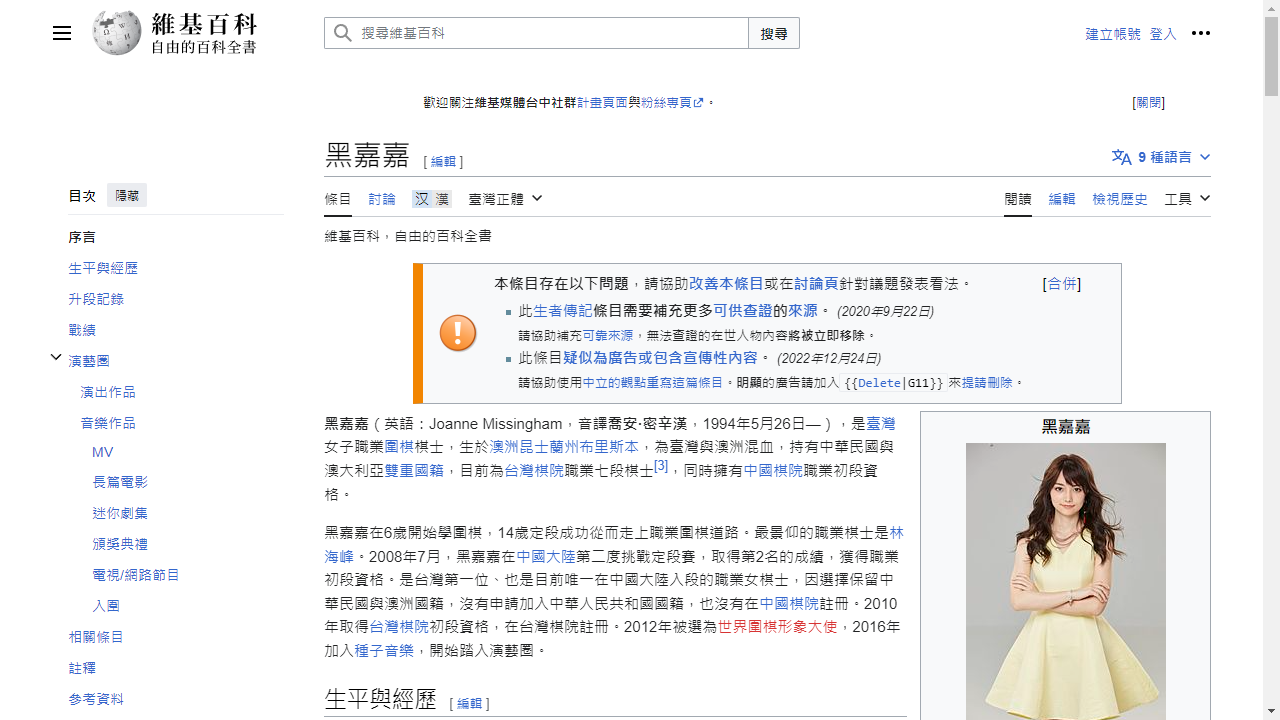 維基百科
自由的百科全書
搜尋維基百科
搜尋
建立帳號 登入
歡迎關注維基媒體台中社群計畫頁面與粉絲專頁。
[關閉]
黑嘉嘉 [編輯]
9 種語言
目次 隱藏
條目 討論 汉 漢 臺灣正體
閱讀 編輯 檢視歷史 工具
維基百科，自由的百科全書
序言
生平與經歷
升段記錄
戰績
演藝圈
演出作品
音樂作品
MV
長篇電影
迷你劇集
頒獎典禮
電視/網路節目
入圍
相關條目
註釋
參考資料
本條目存在以下問題，請協助改善本條目或在討論頁針對議題發表看法。 [合併]
此生者傳記條目需要補充更多可供查證的來源。 (2020年9月22日)
請協助補充可靠來源，無法查證的在世人物內容將被立即移除。
此條目疑似為廣告或包含宣傳性內容。 (2022年12月24日)
請協助使用中立的觀點重寫這篇條目。明顯的廣告請加入{{Delete|G11}}來提請刪除。
黑嘉嘉（英語：Joanne Missingham，音譯喬安·密辛漢，1994年5月26日—），是臺灣
女子職業圍棋棋士，生於澳洲昆士蘭州布里斯本，為臺灣與澳洲混血，持有中華民國與
澳大利亞雙重國籍，目前為台灣棋院職業七段棋士[3]，同時擁有中國棋院職業初段資
格。
黑嘉嘉在6歲開始學圍棋，14歲定段成功從而走上職業圍棋道路。最景仰的職業棋士是林
海峰。2008年7月，黑嘉嘉在中國大陸第二度挑戰定段賽，取得第2名的成績，獲得職業
初段資格。是台灣第一位、也是目前唯一在中國大陸入段的職業女棋士，因選擇保留中
華民國與澳洲國籍，沒有申請加入中華人民共和國國籍，也沒有在中國棋院註冊。2010
年取得台灣棋院初段資格，在台灣棋院註冊。2012年被選為世界圍棋形象大使，2016年
加入種子音樂，開始踏入演藝圈。
生平與經歷 [編輯]
黑嘉嘉